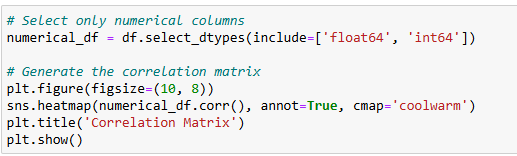 # Select only numerical columns
numerical_df = df.select_dtypes(include=['float64', 'int64'])
# Generate the correlation matrix
plt.figure(figsize=(10, 8))
sns.heatmap(numerical_df.corr(), annot=True, cmap='coolwarm')
plt.title('Correlation Matrix')
plt.show()